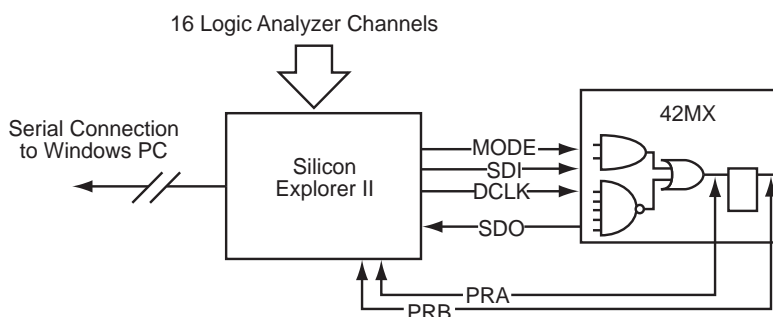 16 Logic Analyzer Channels
Serial Connection
to Windows PC
Silicon
Explorer II
MODE
SDI
DCLK
SDO
42MX
PRA
PRB